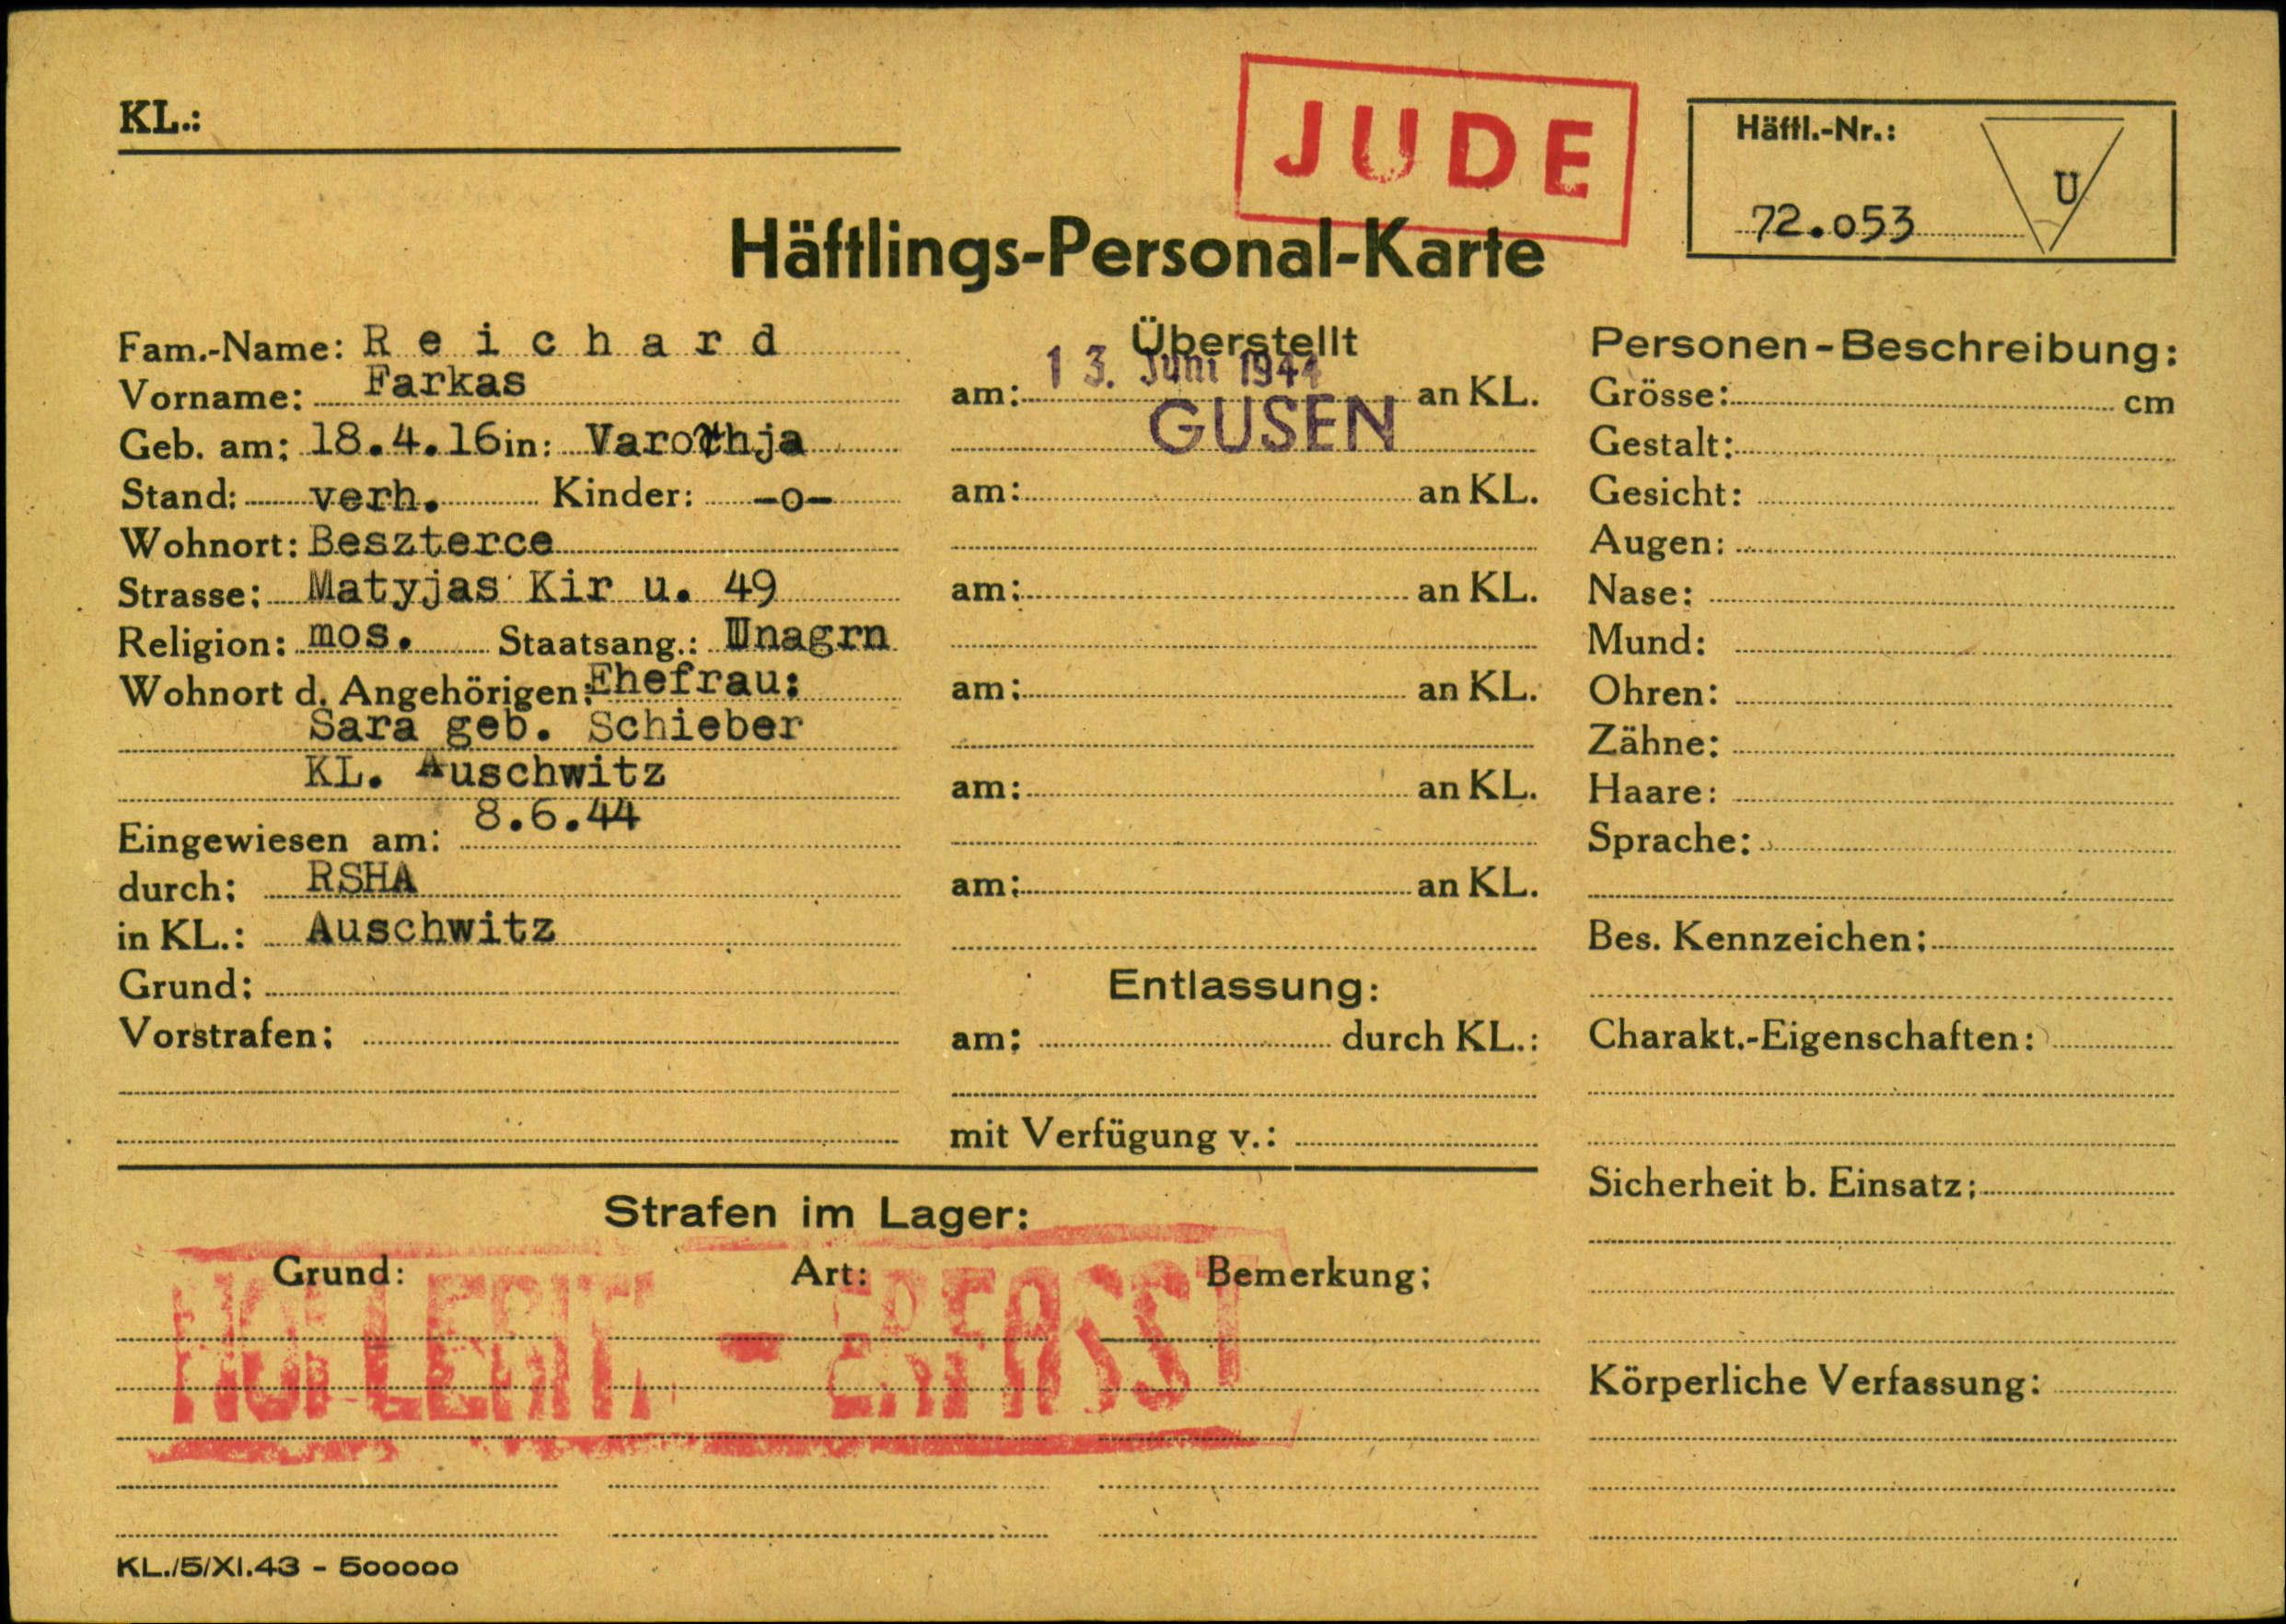 KL.:
JUDE
Häftl.-Nr.:
72.053
U
Häftlings-Personal-Karte
Fam.-Name: Reichard
Vorname: Farkas
Geb. am: 18.4.16 in:
Stand: verh. Kinder: -o-
Wohnort: Beszterce
Strasse: Matyjas Kir u. 49
Religion: mos. Staatsang.: Unagrn
Wohnort d. Angehörigen: Ehefrau:
Sara geb. Schieber
KL. Auschwitz
Eingewiesen am: 8.6.44
durch: RSHA
in KL.: Auschwitz
Grund:
Vorstrafen:
Überstellt
am: 13. Juni 1944 an KL.
GUSEN
am: an KL.
am: an KL.
am: an KL.
am: an KL.
am: an KL.
Entlassung:
am: durch KL.:
mit Verfügung v.:
Personen-Beschreibung:
Grösse: cm
Gestalt:
Gesicht:
Augen:
Nase:
Mund:
Ohren:
Zähne:
Haare:
Sprache:
Bes. Kennzeichen:
Charakt.-Eigenschaften:
Sicherheit b. Einsatz:
Körperliche Verfassung:
Strafen im Lager:
Grund: Art: Bemerkung:
HOLLERITH - ERFASST
KL./5/XI.43 - 500000